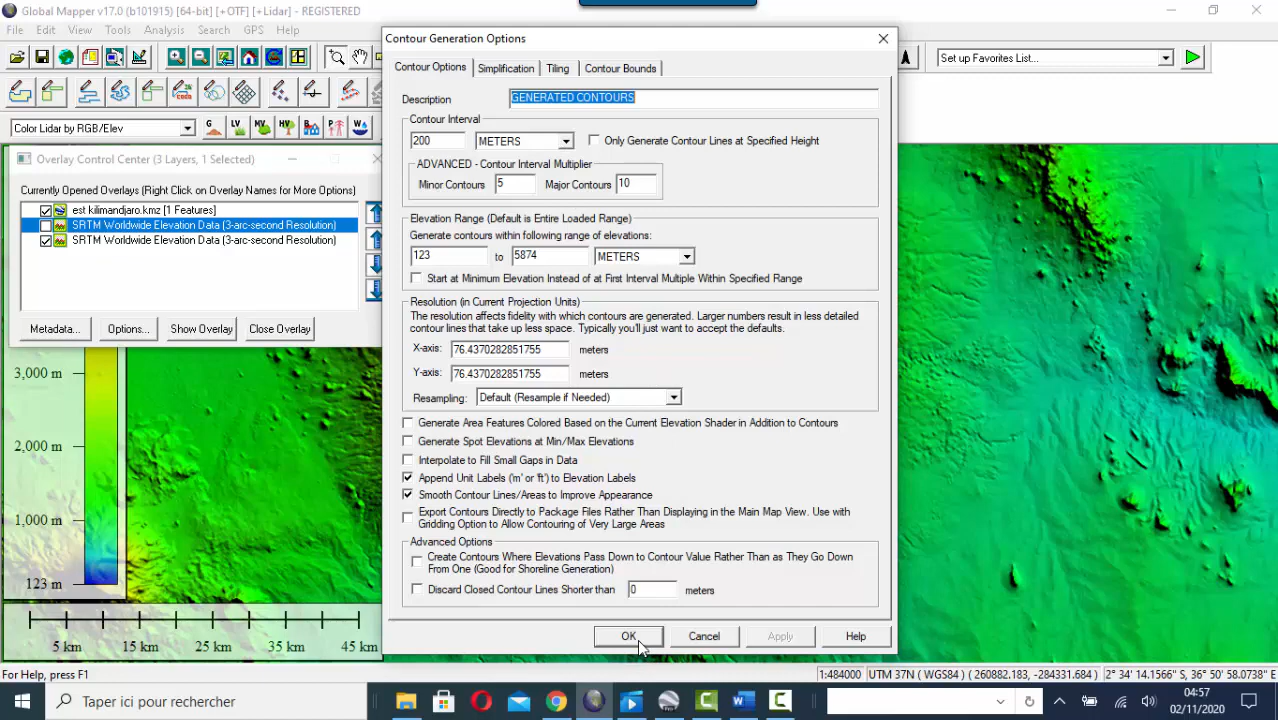 Global Mapper v17.0 (b101915) [64-bit] [+OTF] [+Lidar] - REGISTERED
File Edit View Tools Analysis Search GPS Help
Set up Favorites List...
Color Lidar by RGB/Elev
Overlay Control Center (3 Layers, 1 Selected)
Currently Opened Overlays (Right Click on Overlay Names for More Options)
est kilimandjaro.kmz [1 Features]
SRTM Worldwide Elevation Data (3-arc-second Resolution)
SRTM Worldwide Elevation Data (3-arc-second Resolution)
Metadata... Options... Show Overlay Close Overlay
3,000 m
2,000 m
1,000 m
123 m
5 km 15 km 25 km 35 km 45 km
Contour Generation Options
Contour Options Simplification Tiling Contour Bounds
Description GENERATED CONTOURS
Contour Interval
200 METERS Only Generate Contour Lines at Specified Height
ADVANCED - Contour Interval Multiplier
Minor Contours 5 Major Contours 10
Elevation Range (Default is Entire Loaded Range)
Generate contours within following range of elevations:
123 to 5874 METERS
Start at Minimum Elevation Instead of at First Interval Multiple Within Specified Range
Resolution (in Current Projection Units)
The resolution affects fidelity with which contours are generated. Larger numbers result in less detailed
contour lines that take up less space. Typically you'll just want to accept the defaults.
X-axis: 76.4370282851755 meters
Y-axis: 76.4370282851755 meters
Resampling: Default (Resample if Needed)
Generate Area Features Colored Based on the Current Elevation Shader in Addition to Contours
Generate Spot Elevations at Min/Max Elevations
Interpolate to Fill Small Gaps in Data
Append Unit Labels ('m' or 'ft') to Elevation Labels
Smooth Contour Lines/Areas to Improve Appearance
Export Contours Directly to Package Files Rather Than Displaying in the Main Map View. Use with
Gridding Option to Allow Contouring of Very Large Areas
Advanced Options
Create Contours Where Elevations Pass Down to Contour Value Rather Than as They Go Down
From One (Good for Shoreline Generation)
Discard Closed Contour Lines Shorter than 0 meters
OK Cancel Apply Help
For Help, press F1
1:484000 UTM 37N ( WGS84 ) ( 260882.183, -284331.684 ) 2° 34' 14.1566" S, 36° 50' 58.0738" E
Taper ici pour rechercher
04:57
02/11/2020